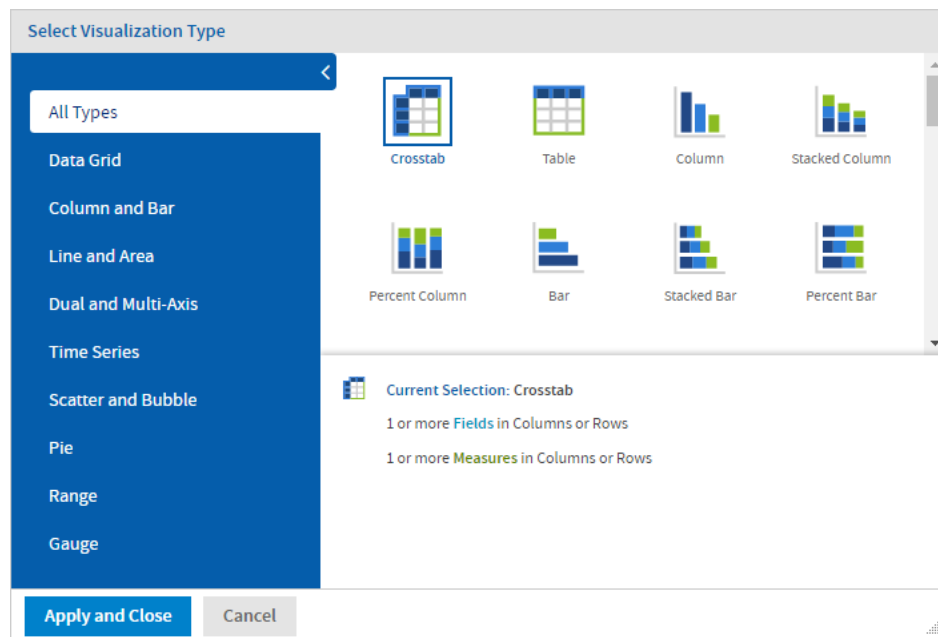 Select Visualization Type
All Types
Data Grid
Column and Bar
Line and Area
Dual and Multi-Axis
Time Series
Scatter and Bubble
Pie
Range
Gauge
Crosstab
Table
Column
Stacked Column
Percent Column
Bar
Stacked Bar
Percent Bar
Current Selection: Crosstab
1 or more Fields in Columns or Rows
1 or more Measures in Columns or Rows
Apply and Close
Cancel